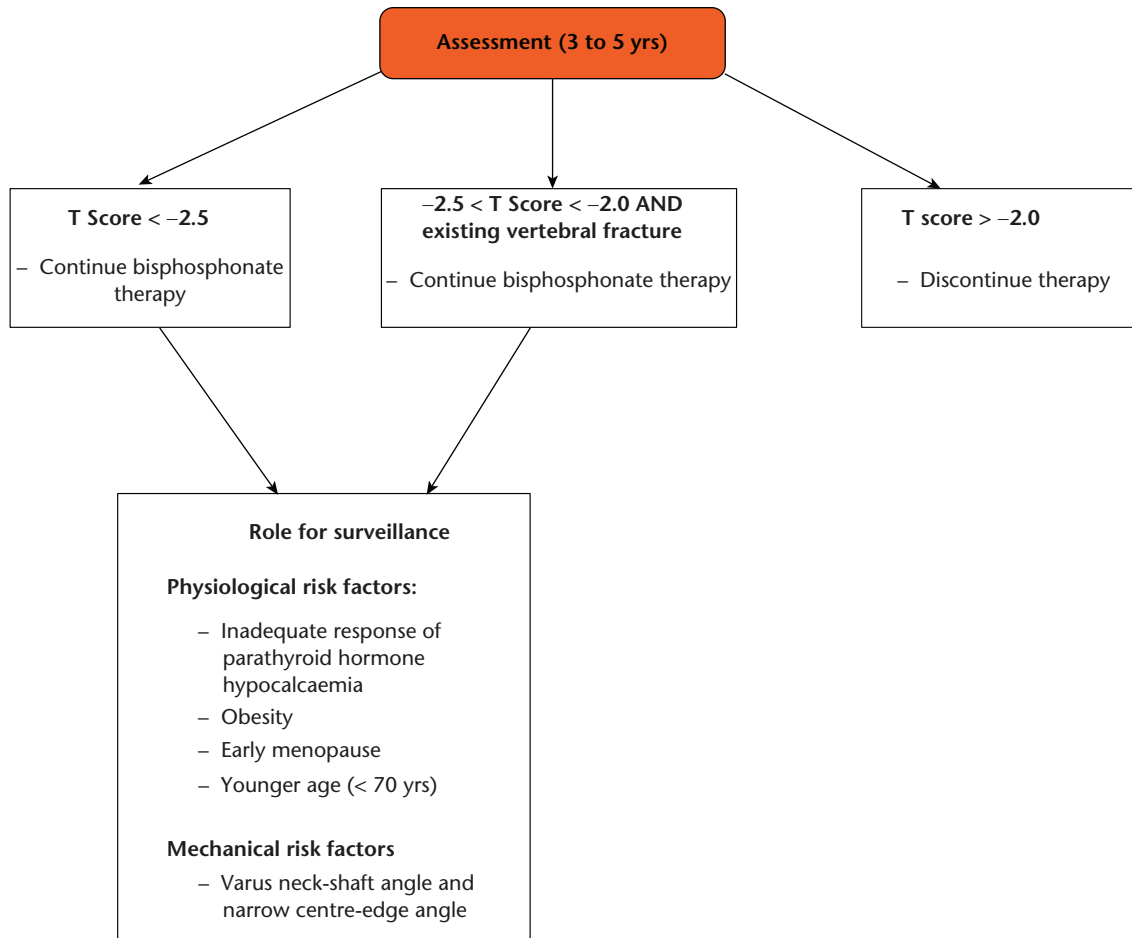 Assessment (3 to 5 yrs)
T Score < –2.5
– Continue bisphosphonate
therapy
–2.5 < T Score < –2.0 AND
existing vertebral fracture
– Continue bisphosphonate therapy
T score > –2.0
– Discontinue therapy
Role for surveillance
Physiological risk factors:
– Inadequate response of
parathyroid hormone
hypocalcaemia
– Obesity
– Early menopause
– Younger age (< 70 yrs)
Mechanical risk factors
– Varus neck-shaft angle and
narrow centre-edge angle